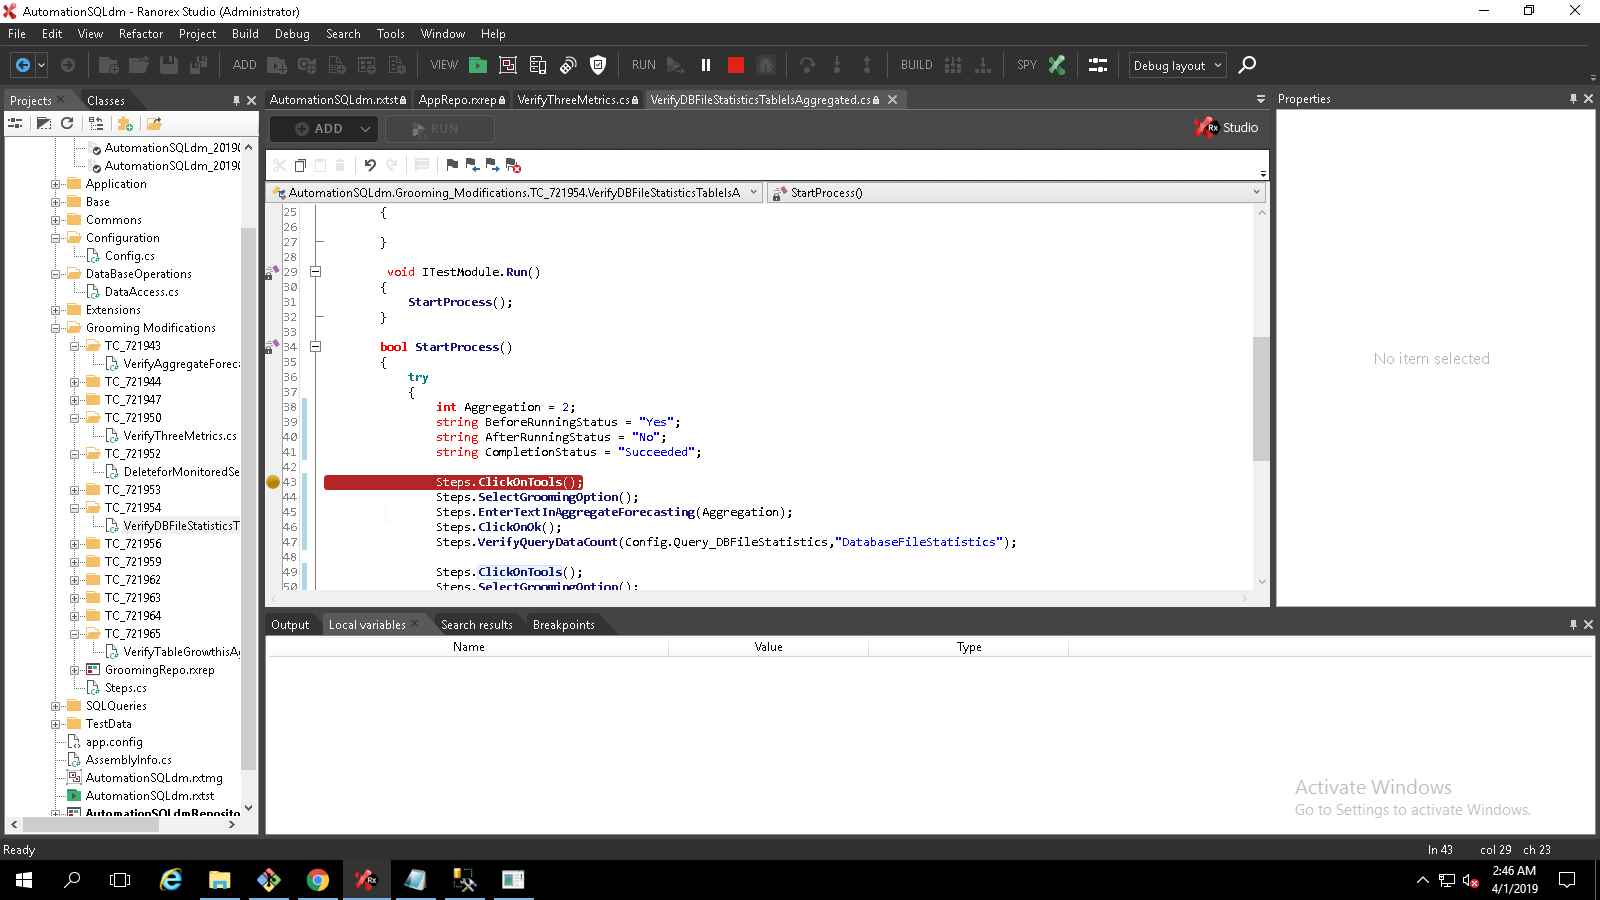 AutomationSQLdm - Ranorex Studio (Administrator)
File Edit View Refactor Project Build Debug Search Tools Window Help
ADD VIEW RUN BUILD SPY Debug layout
Projects Classes
AutomationSQLdm_2019
AutomationSQLdm_2019
Application
Base
Commons
Configuration
Config.cs
DataBaseOperations
DataAccess.cs
Extensions
Grooming Modifications
TC_721943
VerifyAggregateForec
TC_721944
TC_721947
TC_721950
VerifyThreeMetrics.cs
TC_721952
DeleteforMonitoredSe
TC_721953
TC_721954
VerifyDBFileStatisticsT
TC_721956
TC_721959
TC_721962
TC_721963
TC_721964
TC_721965
VerifyTableGrowthisA
GroomingRepo.rxrep
Steps.cs
SQLQueries
TestData
app.config
AssemblyInfo.cs
AutomationSQLdm.rxtmg
AutomationSQLdm.rxtst
AutomationSQLdmReposito
AutomationSQLdm.rxtst AppRepo.rxrep VerifyThreeMetrics.cs VerifyDBFileStatisticsTableIsAggregated.cs
ADD RUN Rx Studio
AutomationSQLdm.Grooming_Modifications.TC_721954.VerifyDBFileStatisticsTableIsA StartProcess()
25 {
26
27 }
28
29 void ITestModule.Run()
30 {
31 StartProcess();
32 }
33
34 bool StartProcess()
35 {
36 try
37 {
38 int Aggregation = 2;
39 string BeforeRunningStatus = "Yes";
40 string AfterRunningStatus = "No";
41 string CompletionStatus = "Succeeded";
42
43 Steps.ClickOnTools();
44 Steps.SelectGroomingOption();
45 Steps.EnterTextInAggregateForecasting(Aggregation);
46 Steps.ClickOnOk();
47 Steps.VerifyQueryDataCount(Config.Query_DBFileStatistics,"DatabaseFileStatistics");
48
49 Steps.ClickOnTools();
50 Steps.SelectGroomingOption();
Properties
No item selected
Output Local variables Search results Breakpoints
Name Value Type
Activate Windows
Go to Settings to activate Windows.
Ready ln 43 col 29 ch 23
2:46 AM
4/1/2019